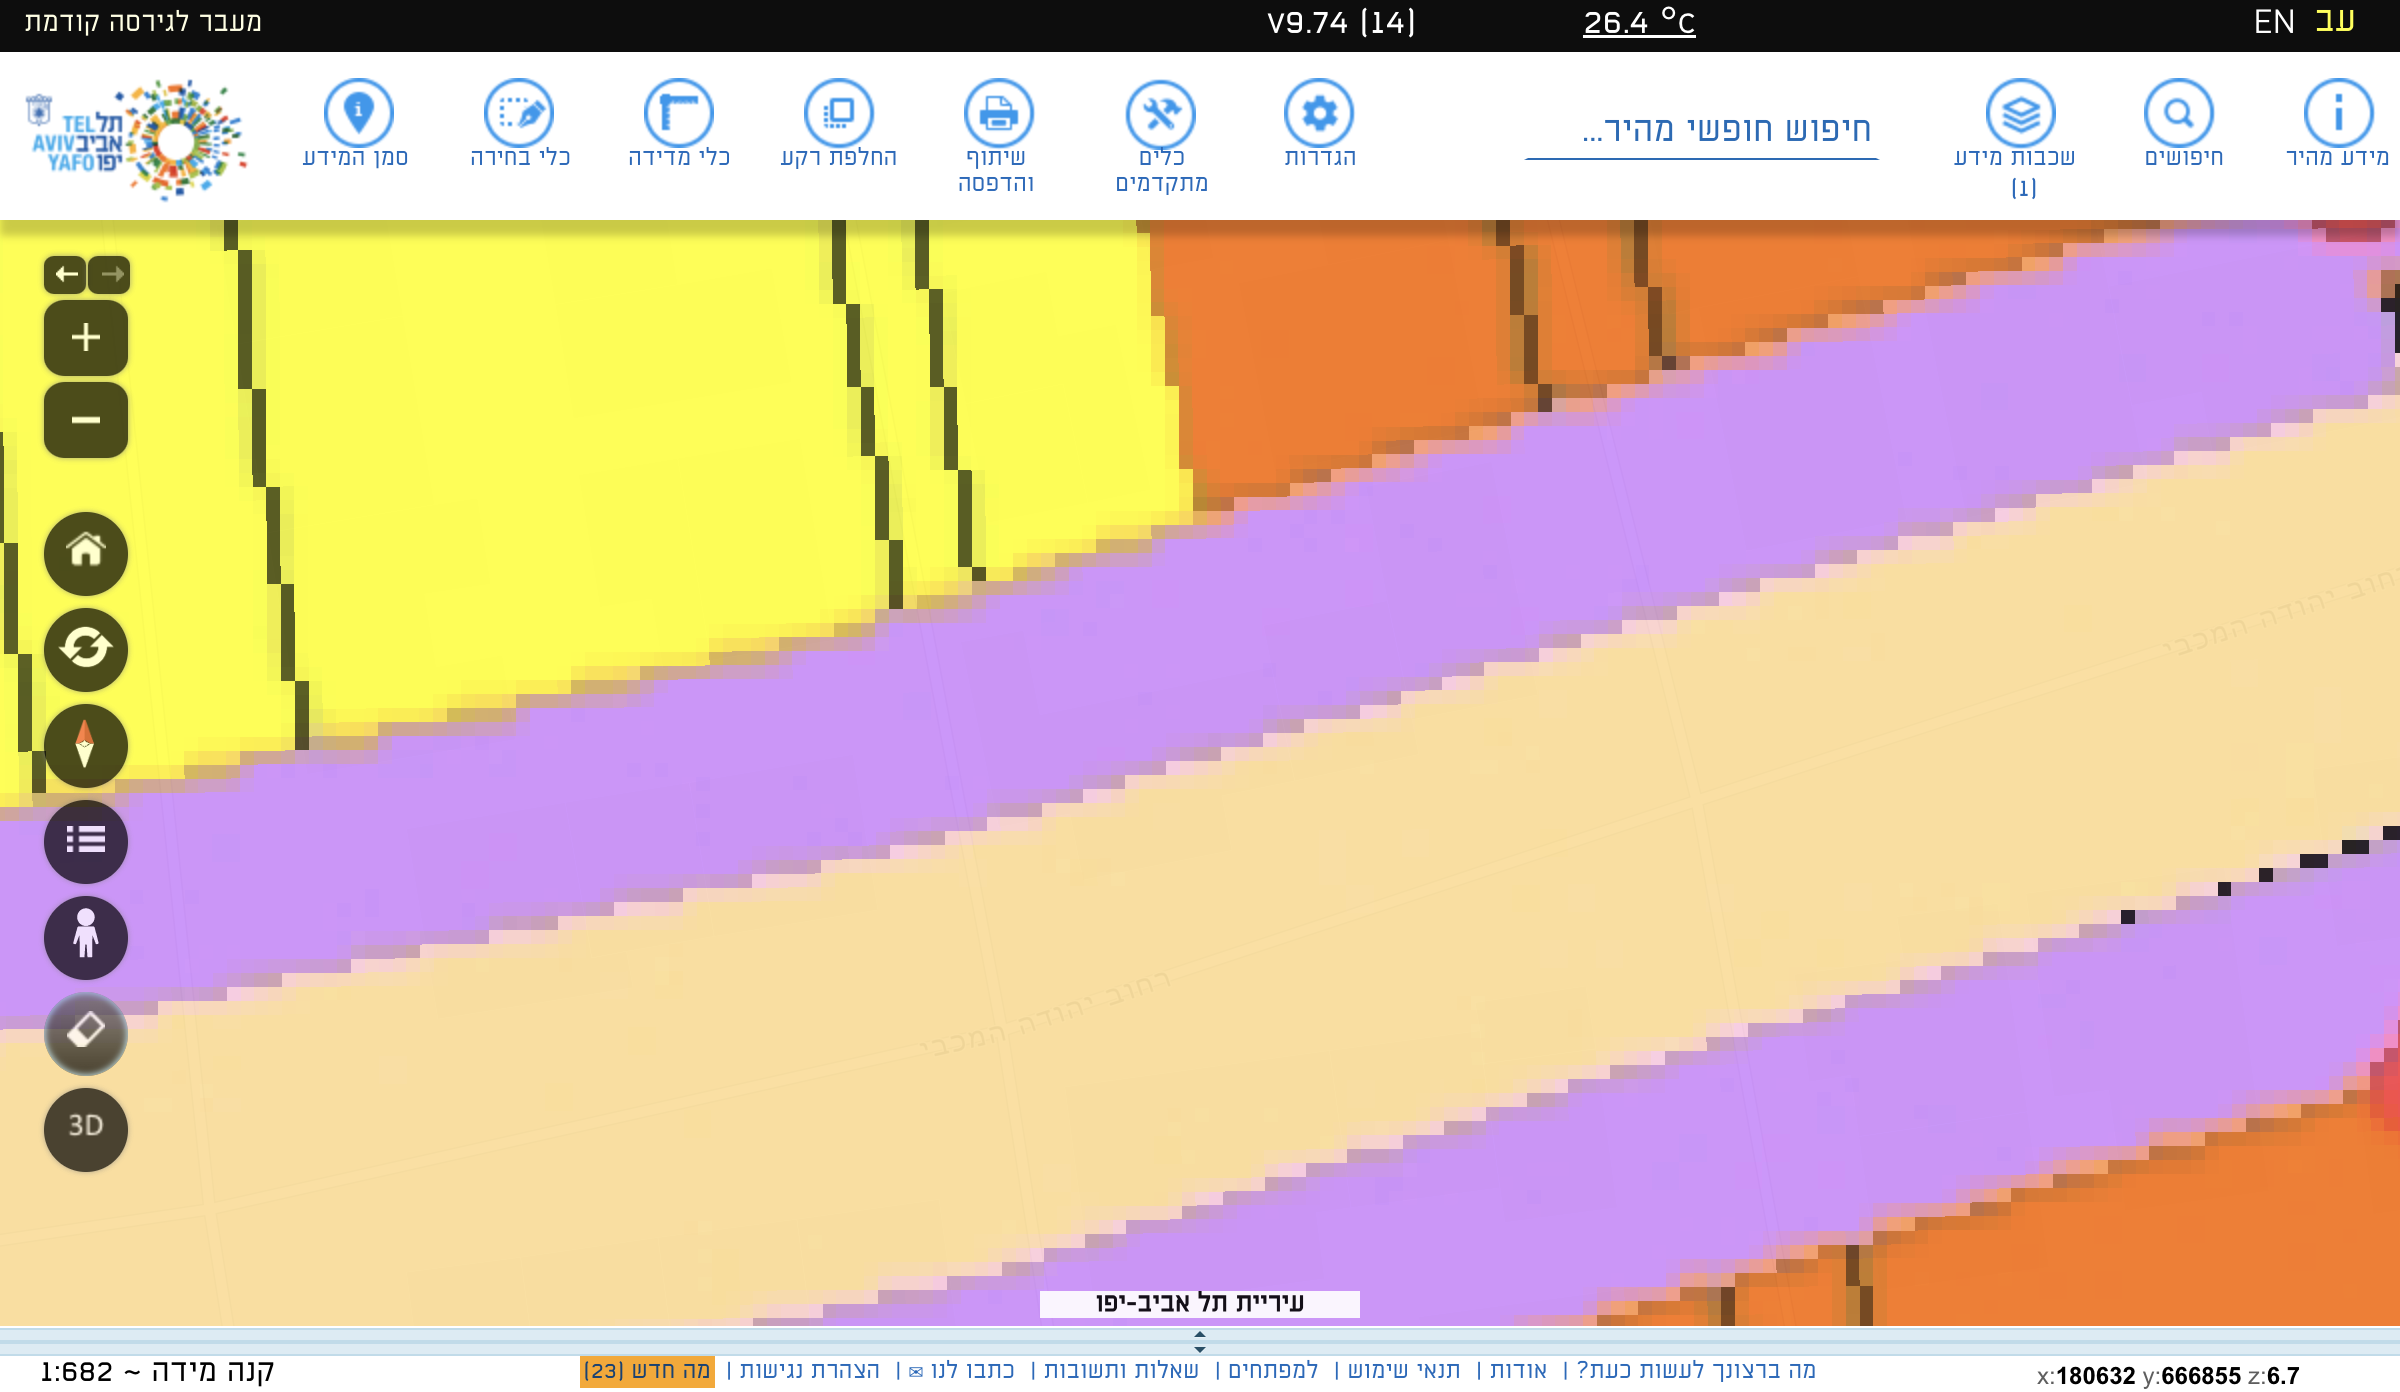 עב EN
26.4 °C
V9.74 (14)
מעבר לגירסה קודמת
מידע מהיר
חיפושים
שכבות מידע
(1)
חיפוש חופשי מהיר...
הגדרות
כלים
מתקדמים
שיתוף
והדפסה
החלפת רקע
כלי מדידה
כלי בחירה
סמן המידע
תל TEL
אביב AVIV
יפו YAFO
רחוב יהודה המכבי
רחוב יהודה המכבי
3D
עיריית תל אביב-יפו
x:180632 y:666855 z:6.7
מה ברצונך לעשות כעת? | אודות | תנאי שימוש | למפתחים | שאלות ותשובות | כתבו לנו ✉ | הצהרת נגישות | מה חדש (23)
קנה מידה ~ 1:682